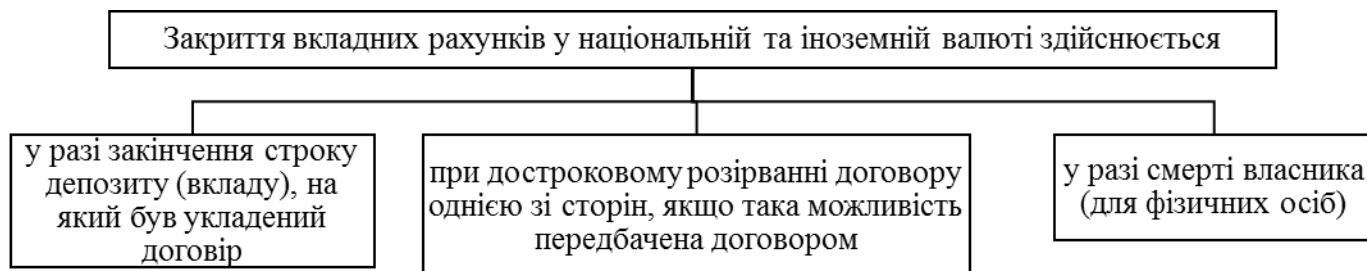 Закриття вкладних рахунків у національній та іноземній валюті здійснюється
у разі закінчення строку
депозиту (вкладу), на
який був укладений
договір
при достроковому розірванні договору
однією зі сторін, якщо така можливість
передбачена договором
у разі смерті власника
(для фізичних осіб)